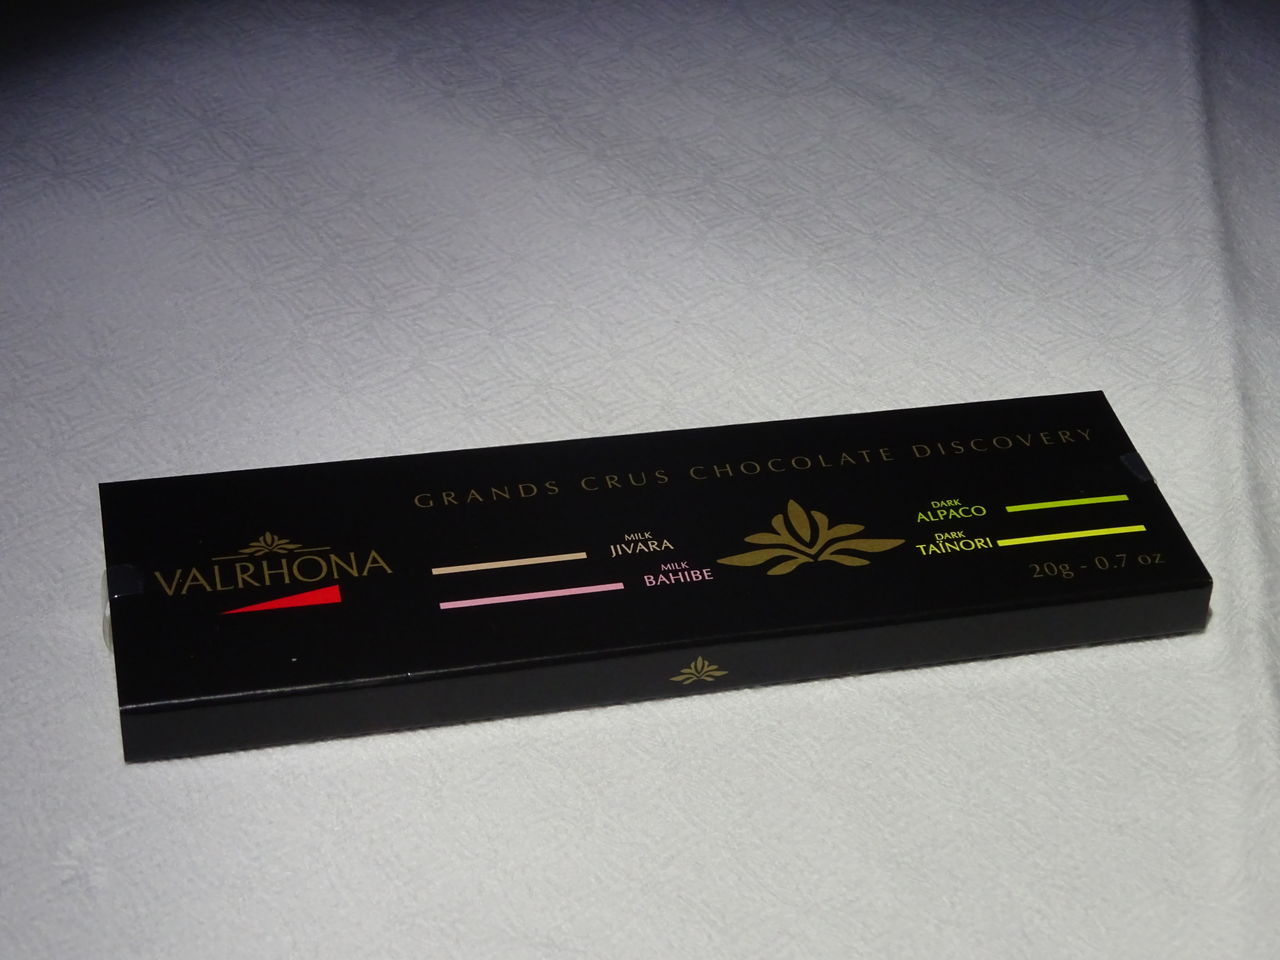 GRANDS CRUS CHOCOLATE DISCOVERY
VALRHONA
MILK
JIVARA
MILK
BAHIBE
DARK
ALPACO
DARK
TAÏNORI
20g - 0.7 oz